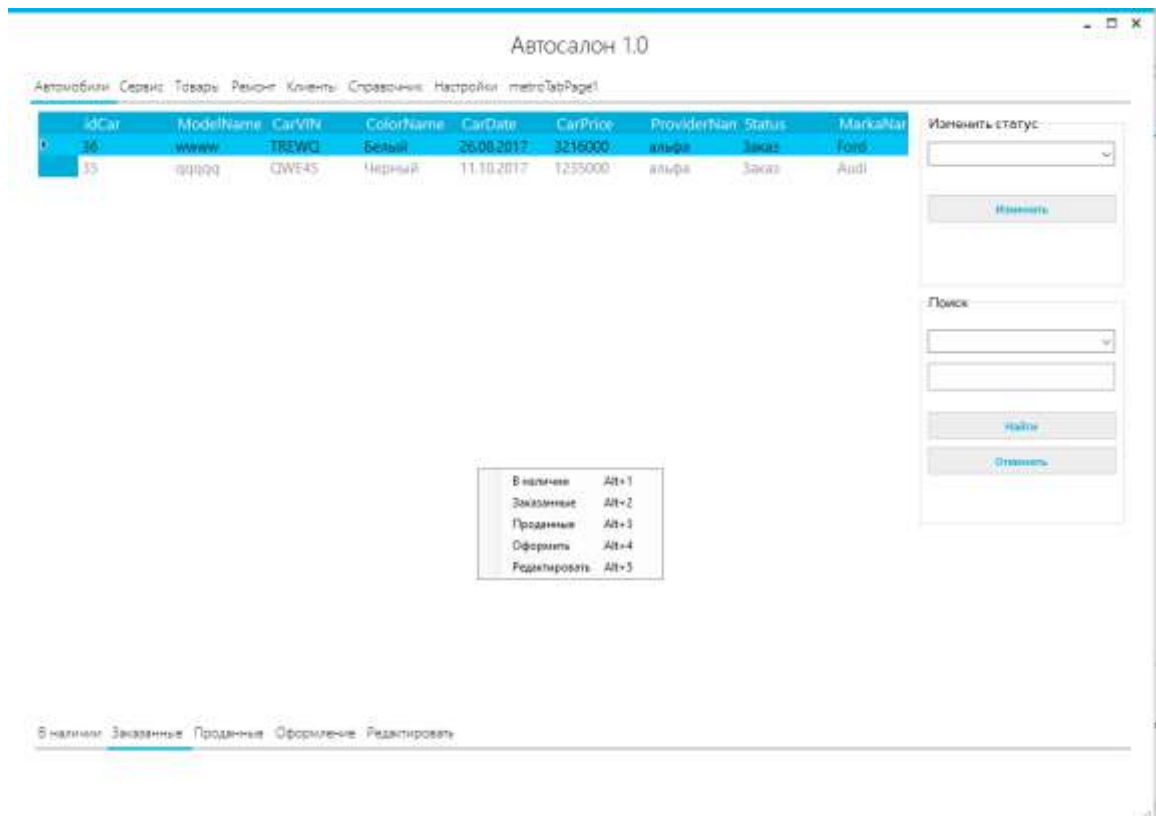 Автосалон 1.0
Автомобили Сервис Товары Ремонт Клиенты Справочник Настройки metroTabPage1
idCar ModelName CarVIN ColorName CarDate CarPrice ProviderNan Status MarkaNar
36 wwww TREWQ Белый 26.08.2017 3216000 альфа Заказ Ford
35 qqqqq QWE45 Черный 11.10.2017 1235000 альфа Заказ Audi
Изменить статус
Изменить
Поиск
Найти
Отменить
В наличии Alt+1
Заказанные Alt+2
Проданные Alt+3
Оформить Alt+4
Редактировать Alt+5
В наличии Заказанные Проданные Оформление Редактировать